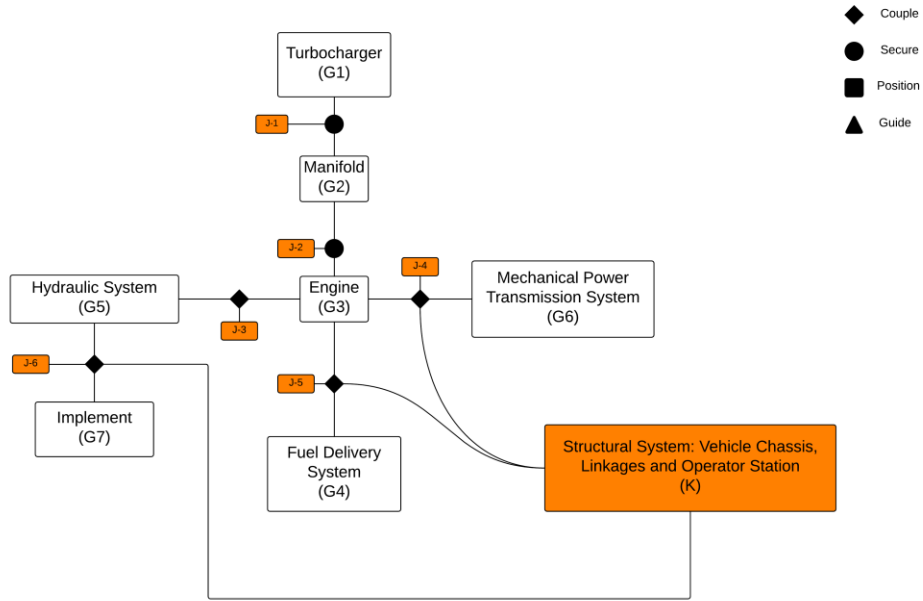 Couple
Turbocharger
(G1)
Secure
Position
J-1
Guide
Manifold
(G2)
J-2
J-4
Hydraulic System
(G5)
Engine
(G3)
Mechanical Power
Transmission System
(G6)
J-3
J-6
J-5
Implement
(G7)
Fuel Delivery
System
(G4)
Structural System: Vehicle Chassis,
Linkages and Operator Station
(K)